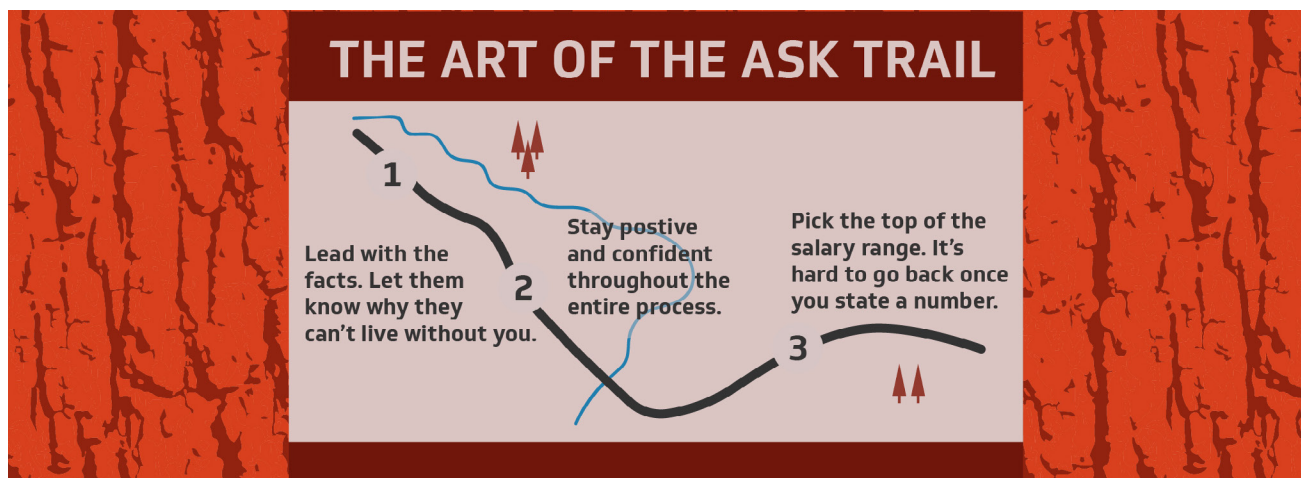 THE ART OF THE ASK TRAIL
1
Lead with the
facts. Let them
know why they
can't live without you.
2
Stay postive
and confident
throughout the
entire process.
3
Pick the top of the
salary range. It's
hard to go back once
you state a number.